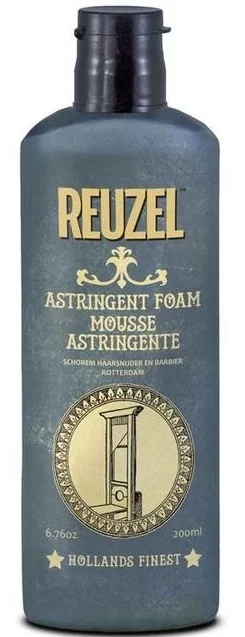 REUZEL
ASTRINGENT FOAM
MOUSSE
ASTRINGENTE
SCHOREM HAARSNIJDER EN BARBIER
ROTTERDAM
6.76oz 200ml
HOLLANDS FINEST